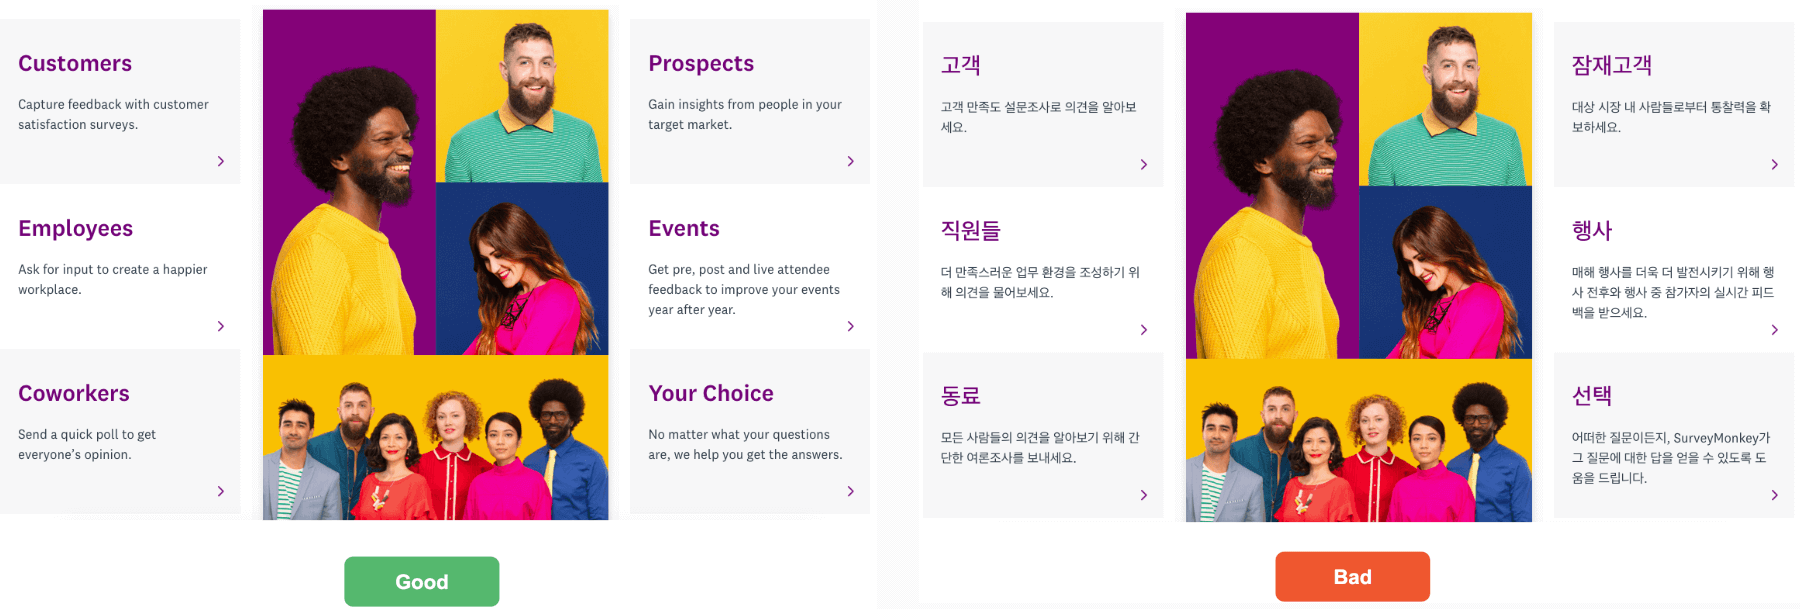 Customers
Capture feedback with customer
satisfaction surveys.
Employees
Ask for input to create a happier
workplace.
Coworkers
Send a quick poll to get
everyone’s opinion.
Prospects
Gain insights from people in your
target market.
Events
Get pre, post and live attendee
feedback to improve your events
year after year.
Your Choice
No matter what your questions
are, we help you get the answers.
Good
고객
고객 만족도 설문조사로 의견을 알아보
세요.
직원들
더 만족스러운 업무 환경을 조성하기 위
해 의견을 물어보세요.
동료
모든 사람들의 의견을 알아보기 위해 간
단한 여론조사를 보내세요.
잠재고객
대상 시장 내 사람들로부터 통찰력을 확
보하세요.
행사
매해 행사를 더욱 더 발전시키기 위해 행
사 전후와 행사 중 참가자의 실시간 피드
백을 받으세요.
선택
어떠한 질문이든지, SurveyMonkey가
그 질문에 대한 답을 얻을 수 있도록 도
움을 드립니다.
Bad